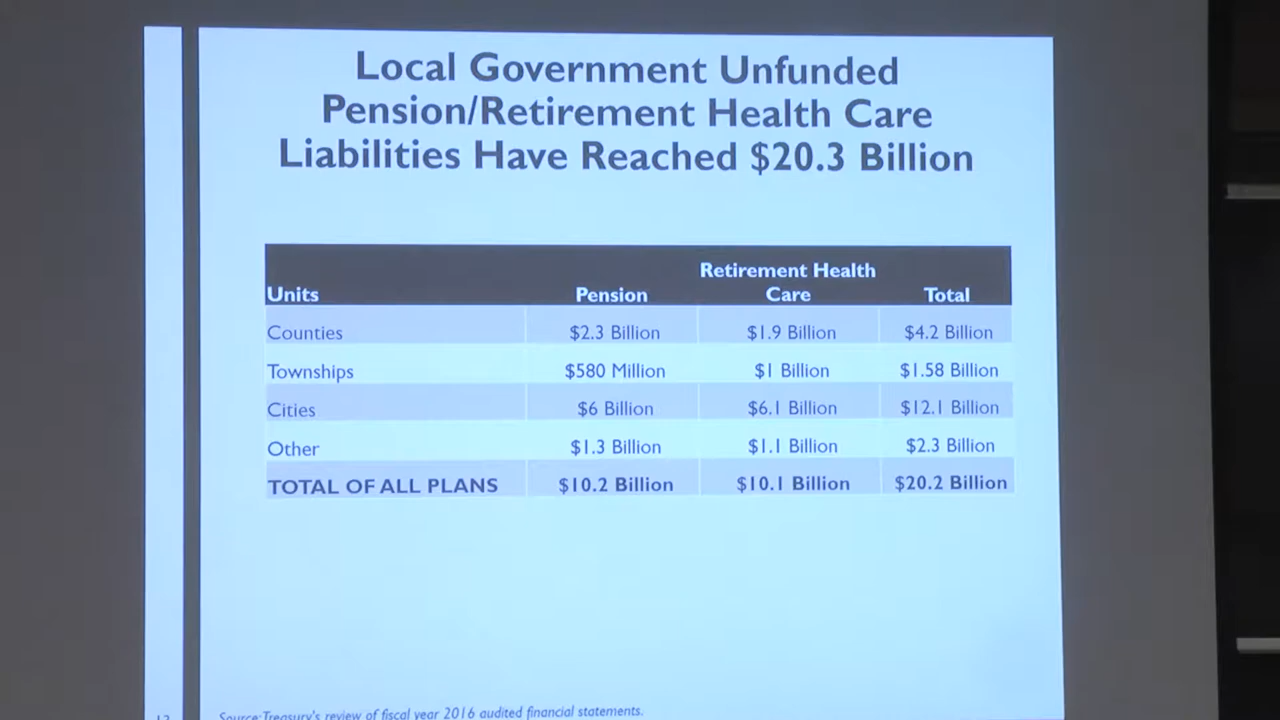 Local Government Unfunded
Pension/Retirement Health Care
Liabilities Have Reached $20.3 Billion
Units Pension Retirement Health Care Total
Counties $2.3 Billion $1.9 Billion $4.2 Billion
Townships $580 Million $1 Billion $1.58 Billion
Cities $6 Billion $6.1 Billion $12.1 Billion
Other $1.3 Billion $1.1 Billion $2.3 Billion
TOTAL OF ALL PLANS $10.2 Billion $10.1 Billion $20.2 Billion
Source: Treasury's review of fiscal year 2016 audited financial statements.